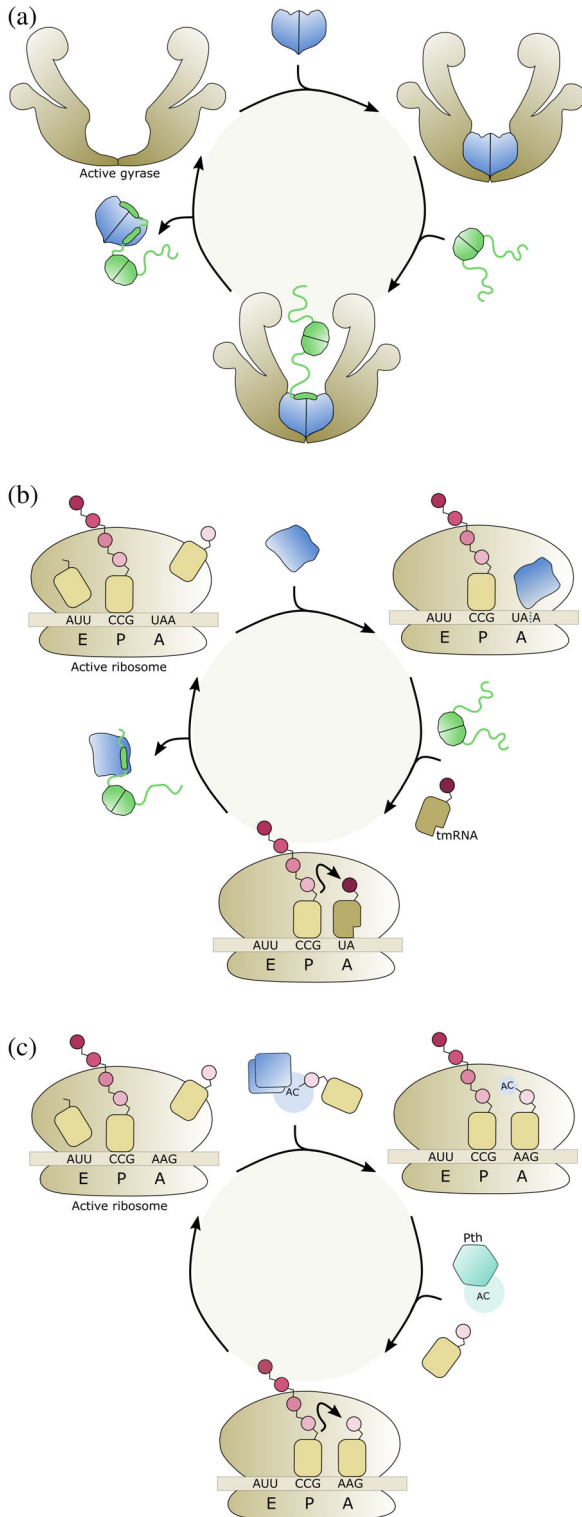 (a)
Active gyrase
(b)
AUU CCG UAA
E P A
Active ribosome
AUU CCG UA A
E P A
tmRNA
AUU CCG UA
E P A
(c)
AC
AUU CCG AAG
E P A
Active ribosome
AC
AUU CCG AAG
E P A
Pth
AC
AUU CCG AAG
E P A